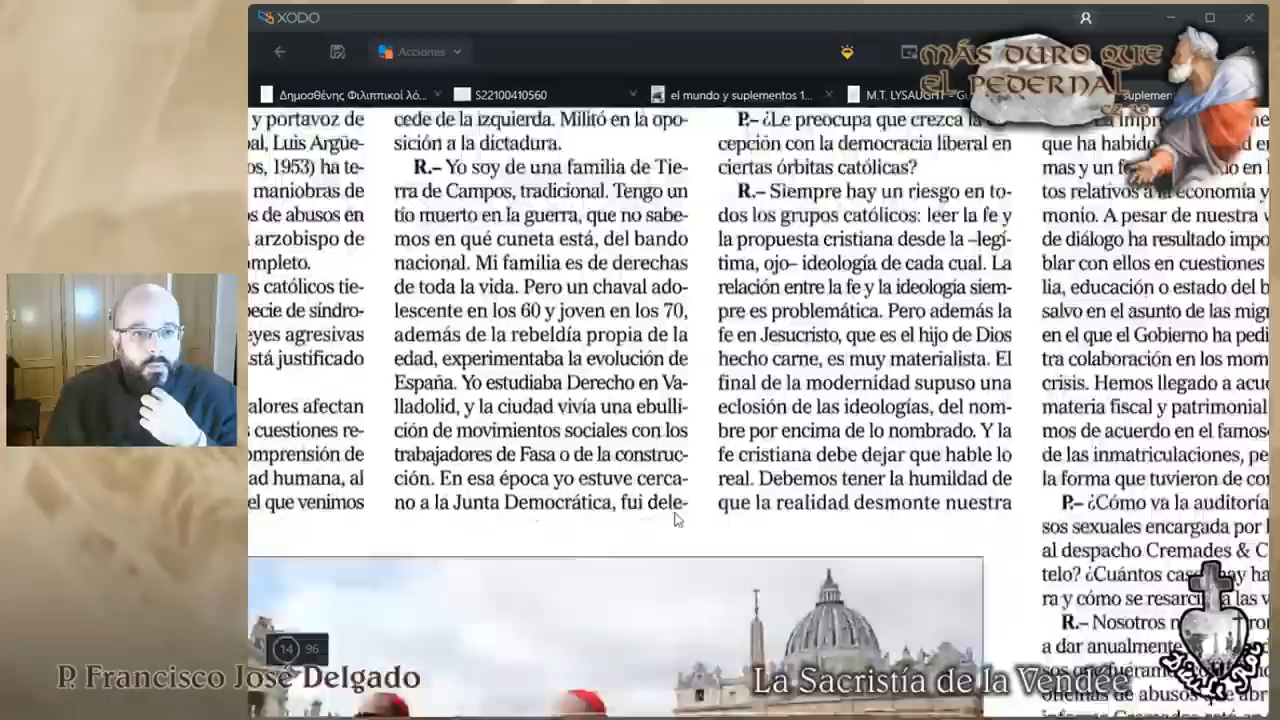 XODO
Acciones
MÁS DURO QUE
EL PEDERNAL
Δημοσθένης Φιλιππικοί λό...
S22100410560
el mundo y suplementos 1...
M.T. LYSAUGHT - G
suplemen
y portavoz de
al, Luis Argüe-
os, 1953) ha te-
maniobras de
s de abusos en
arzobispo de
mpleto.
s católicos tie-
pecie de síndro-
eyes agresivas
stá justificado
alores afectan
cuestiones re-
omprensión de
ad humana, al
el que venimos
cede de la izquierda. Militó en la opo-
sición a la dictadura.
R.– Yo soy de una familia de Tie-
rra de Campos, tradicional. Tengo un
tío muerto en la guerra, que no sabe-
mos en qué cuneta está, del bando
nacional. Mi familia es de derechas
de toda la vida. Pero un chaval ado-
lescente en los 60 y joven en los 70,
además de la rebeldía propia de la
edad, experimentaba la evolución de
España. Yo estudiaba Derecho en Va-
lladolid, y la ciudad vivía una ebulli-
ción de movimientos sociales con los
trabajadores de Fasa o de la construc-
ción. En esa época yo estuve cerca-
no a la Junta Democrática, fui dele-
P.– ¿Le preocupa que crezca la
cepción con la democracia liberal en
ciertas órbitas católicas?
R.– Siempre hay un riesgo en to-
dos los grupos católicos: leer la fe y
la propuesta cristiana desde la –legí-
tima, ojo– ideología de cada cual. La
relación entre la fe y la ideología siem-
pre es problemática. Pero además la
fe en Jesucristo, que es el hijo de Dios
hecho carne, es muy materialista. El
final de la modernidad supuso una
eclosión de las ideologías, del nom-
bre por encima de lo nombrado. Y la
fe cristiana debe dejar que hable lo
real. Debemos tener la humildad de
que la realidad desmonte nuestra
que ha habido
mas y un
tos relativos a la economía y
monio. A pesar de nuestra v
de diálogo ha resultado impo
blar con ellos en cuestiones
lia, educación o estado del b
salvo en el asunto de las migr
en el que el Gobierno ha pedi
tra colaboración en los mom
crisis. Hemos llegado a acue
materia fiscal y patrimonial
mos de acuerdo en el famos
de las inmatriculaciones, pe
la forma que tuvieron de co
P.– ¿Cómo va la auditoría
sos sexuales encargada por
al despacho Cremades & C
telo? ¿Cuántos cas hay ha
ra y cómo se resarci a las v
R.– Nosotros
a dar anualmente
de abusos
14 96
P. Francisco José Delgado
La Sacristía de la Vendée